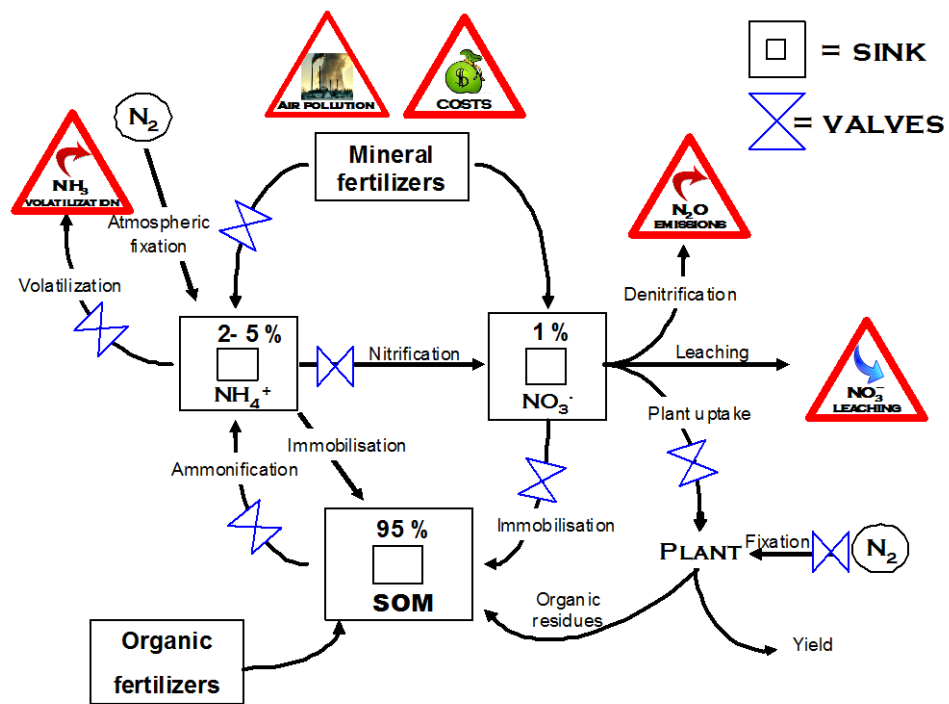 = SINK
= VALVES
AIR POLLUTION
$
COSTS
N₂
NH₃
VOLATILIZATION
Mineral
fertilizers
N₂O
EMISSIONS
Atmospheric
fixation
Volatilization
Denitrification
2- 5 %
NH₄⁺
Nitrification
1 %
NO₃⁻
Leaching
NO₃⁻
LEACHING
Plant uptake
Immobilisation
Ammonification
Immobilisation
95 %
SOM
PLANT
Fixation
N₂
Organic
residues
Organic
fertilizers
Yield